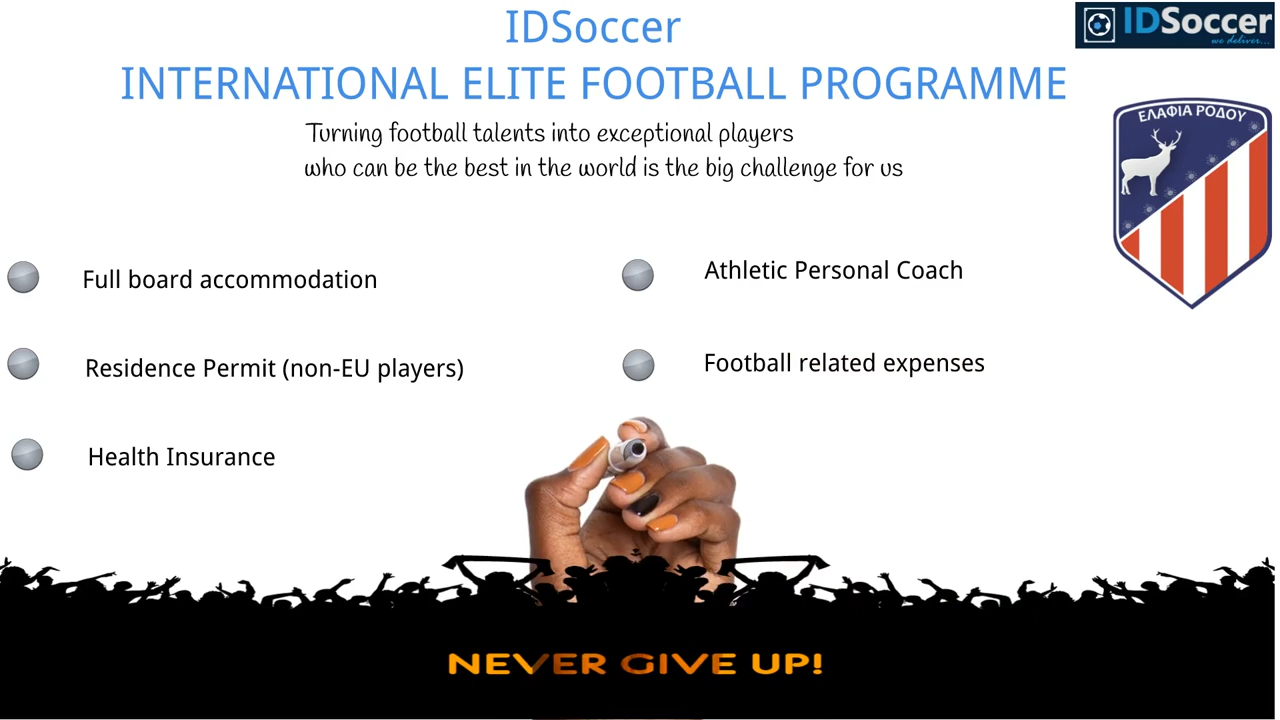 IDSoccer
INTERNATIONAL ELITE FOOTBALL PROGRAMME
Turning football talents into exceptional players
who can be the best in the world is the big challenge for us
IDSoccer
we deliver...
ΕΛΑΦΙΑ ΡΟΔΟΥ
Full board accommodation
Athletic Personal Coach
Residence Permit (non-EU players)
Football related expenses
Health Insurance
NEVER GIVE UP!